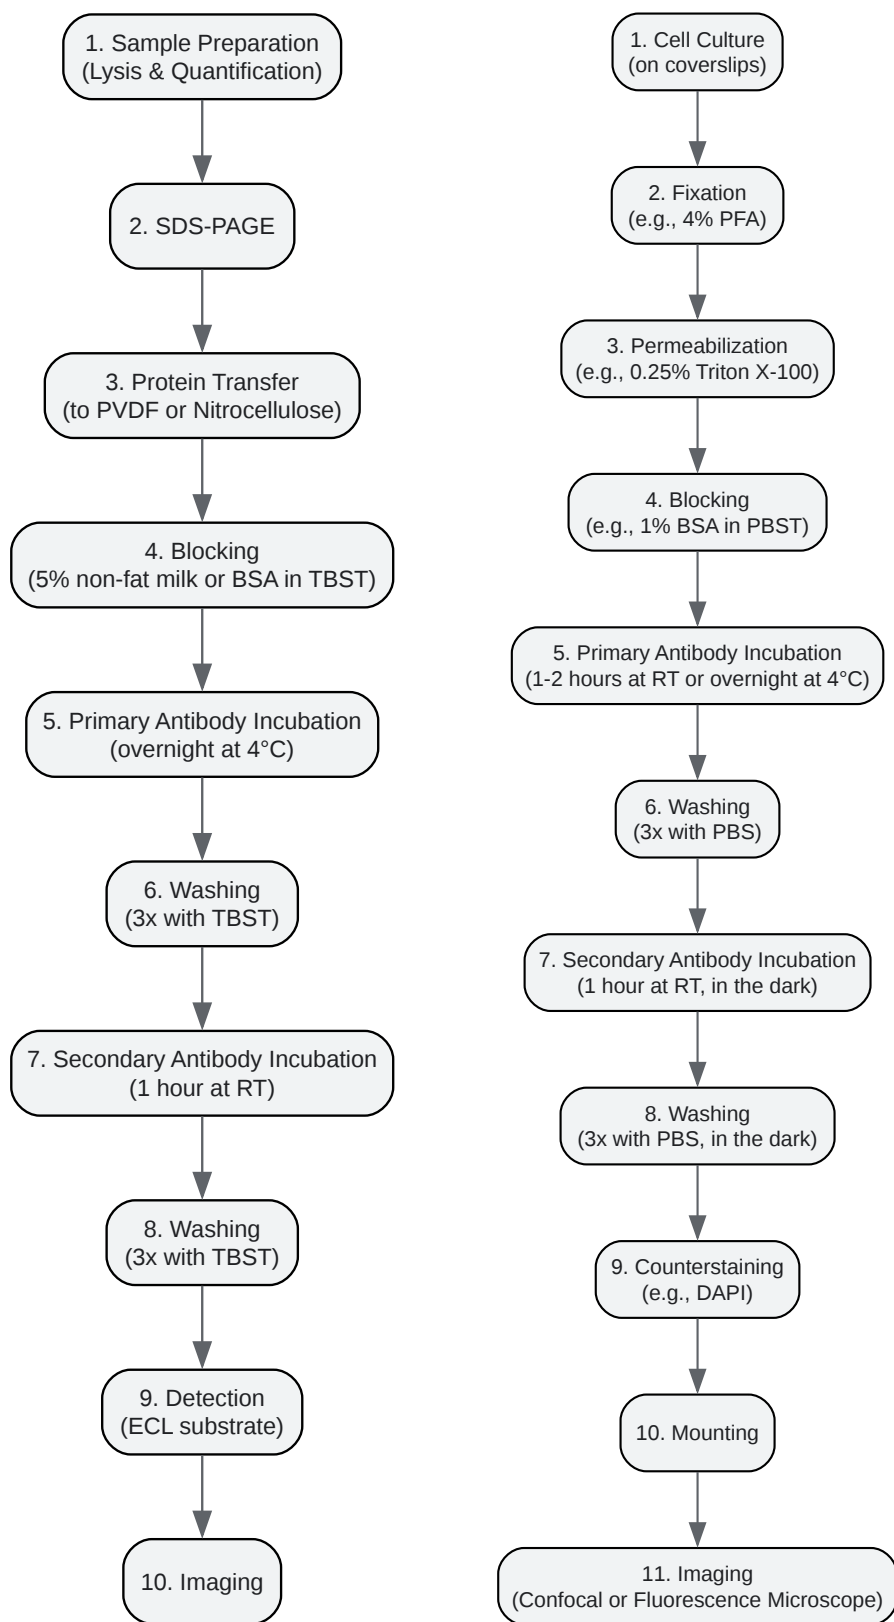 1. Sample Preparation
(Lysis & Quantification)
2. SDS-PAGE
3. Protein Transfer
(to PVDF or Nitrocellulose)
4. Blocking
(5% non-fat milk or BSA in TBST)
5. Primary Antibody Incubation
(overnight at 4°C)
6. Washing
(3x with TBST)
7. Secondary Antibody Incubation
(1 hour at RT)
8. Washing
(3x with TBST)
9. Detection
(ECL substrate)
10. Imaging
1. Cell Culture
(on coverslips)
2. Fixation
(e.g., 4% PFA)
3. Permeabilization
(e.g., 0.25% Triton X-100)
4. Blocking
(e.g., 1% BSA in PBST)
5. Primary Antibody Incubation
(1-2 hours at RT or overnight at 4°C)
6. Washing
(3x with PBS)
7. Secondary Antibody Incubation
(1 hour at RT, in the dark)
8. Washing
(3x with PBS, in the dark)
9. Counterstaining
(e.g., DAPI)
10. Mounting
11. Imaging
(Confocal or Fluorescence Microscope)